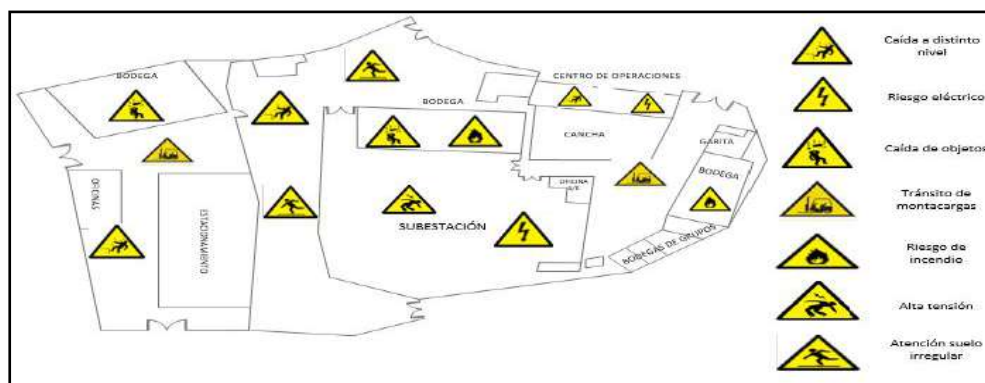 BODEGA
CENTRO DE OPERACIONES
BODEGA
CANCHA
GARITA
BODEGA
OFICINAS
ESTACIONAMIENTO
OFICINA
SUBESTACIÓN
BODEGAS DE GRUPOS
Caída a distinto
nivel
Riesgo eléctrico
Caída de objetos
Tránsito de
montacargas
Riesgo de
incendio
Alta tensión
Atención suelo
irregular